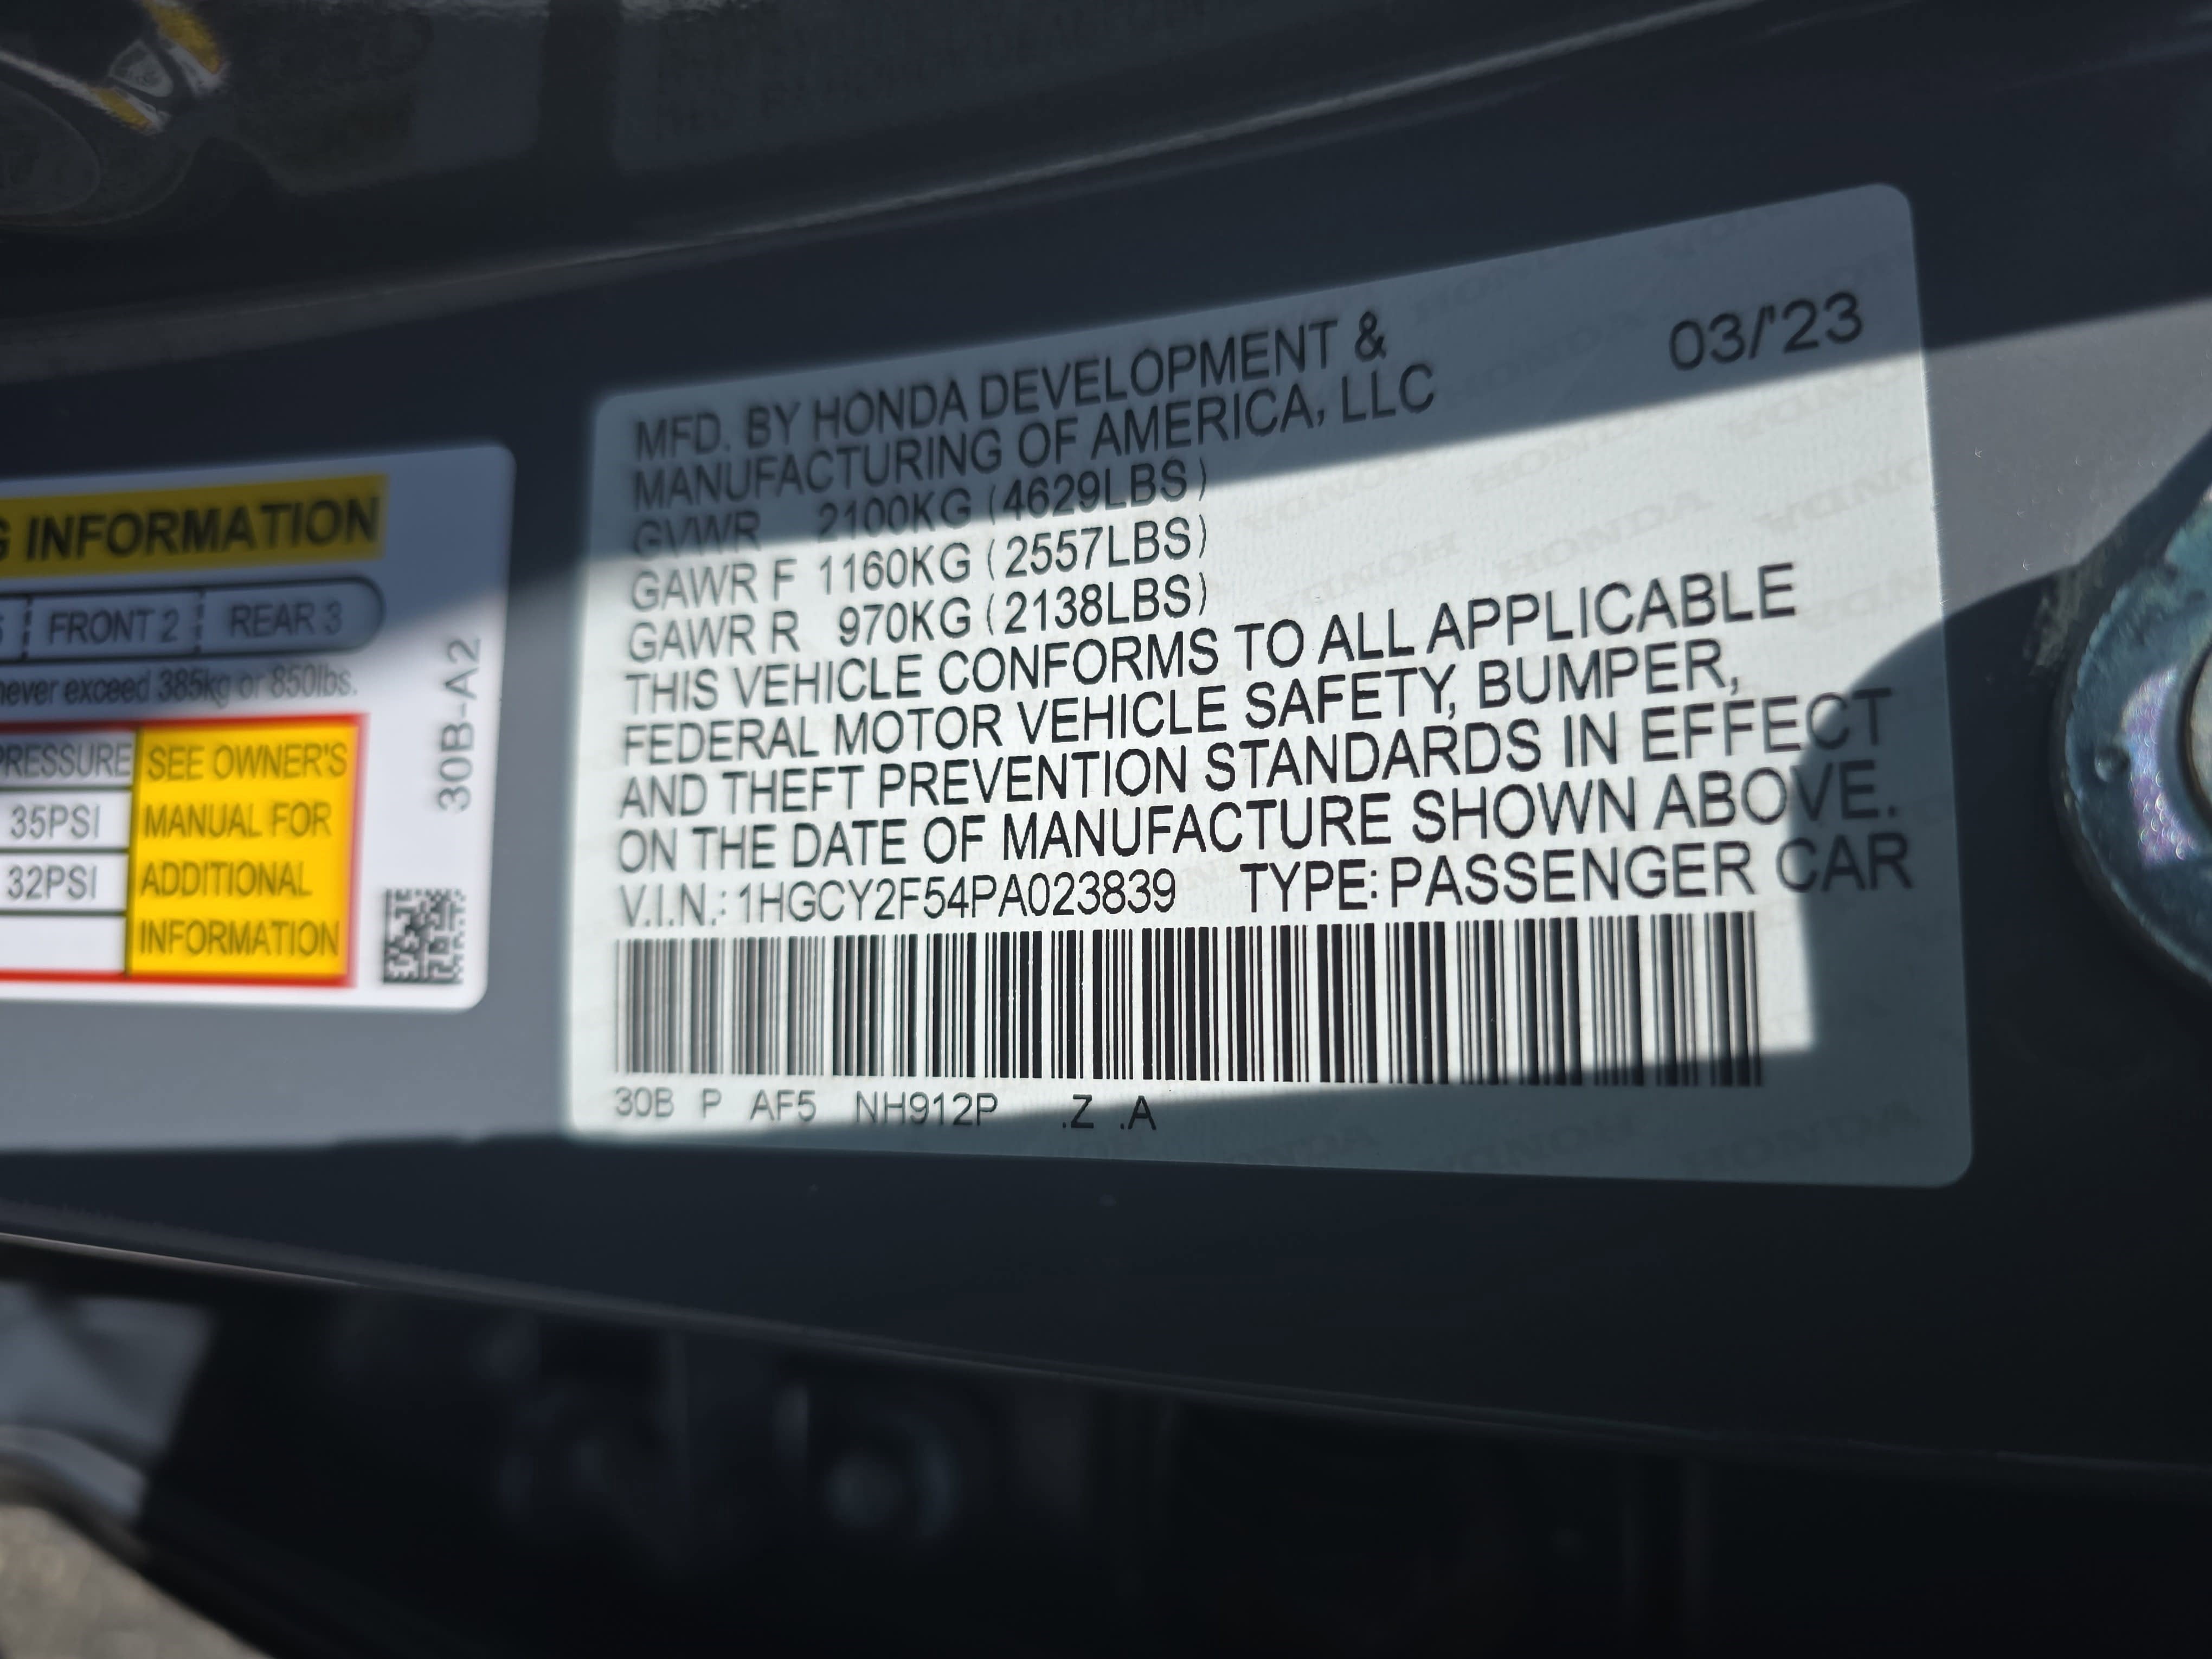 G INFORMATION
FRONT 2 REAR 3
never exceed 385kg or 850lbs.
PRESSURE SEE OWNER'S
35PSI MANUAL FOR
32PSI ADDITIONAL
INFORMATION
30B-A2
MFD. BY HONDA DEVELOPMENT & 03/'23
MANUFACTURING OF AMERICA, LLC
GVWR 2100KG (4629LBS)
GAWR F 1160KG (2557LBS)
GAWR R 970KG (2138LBS)
THIS VEHICLE CONFORMS TO ALL APPLICABLE
FEDERAL MOTOR VEHICLE SAFETY, BUMPER,
AND THEFT PREVENTION STANDARDS IN EFFECT
ON THE DATE OF MANUFACTURE SHOWN ABOVE.
V.I.N.: 1HGCY2F54PA023839 TYPE: PASSENGER CAR
30B P AF5 NH912P .Z .A